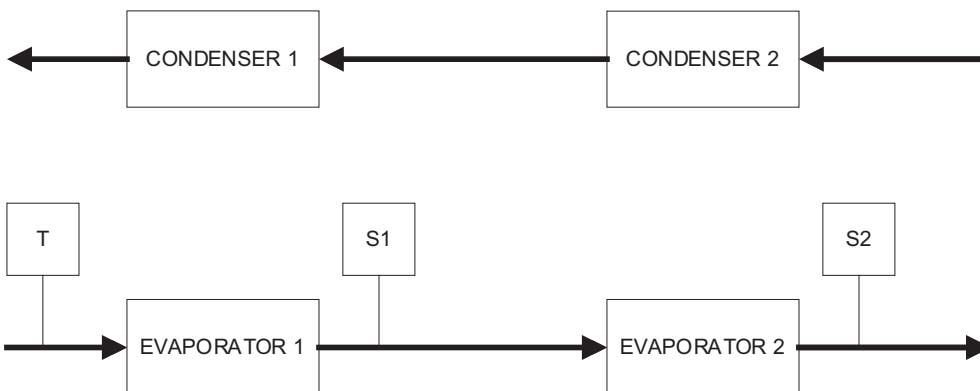 CONDENSER 1
CONDENSER 2
T
S1
S2
EVAPORATOR 1
EVAPORATOR 2